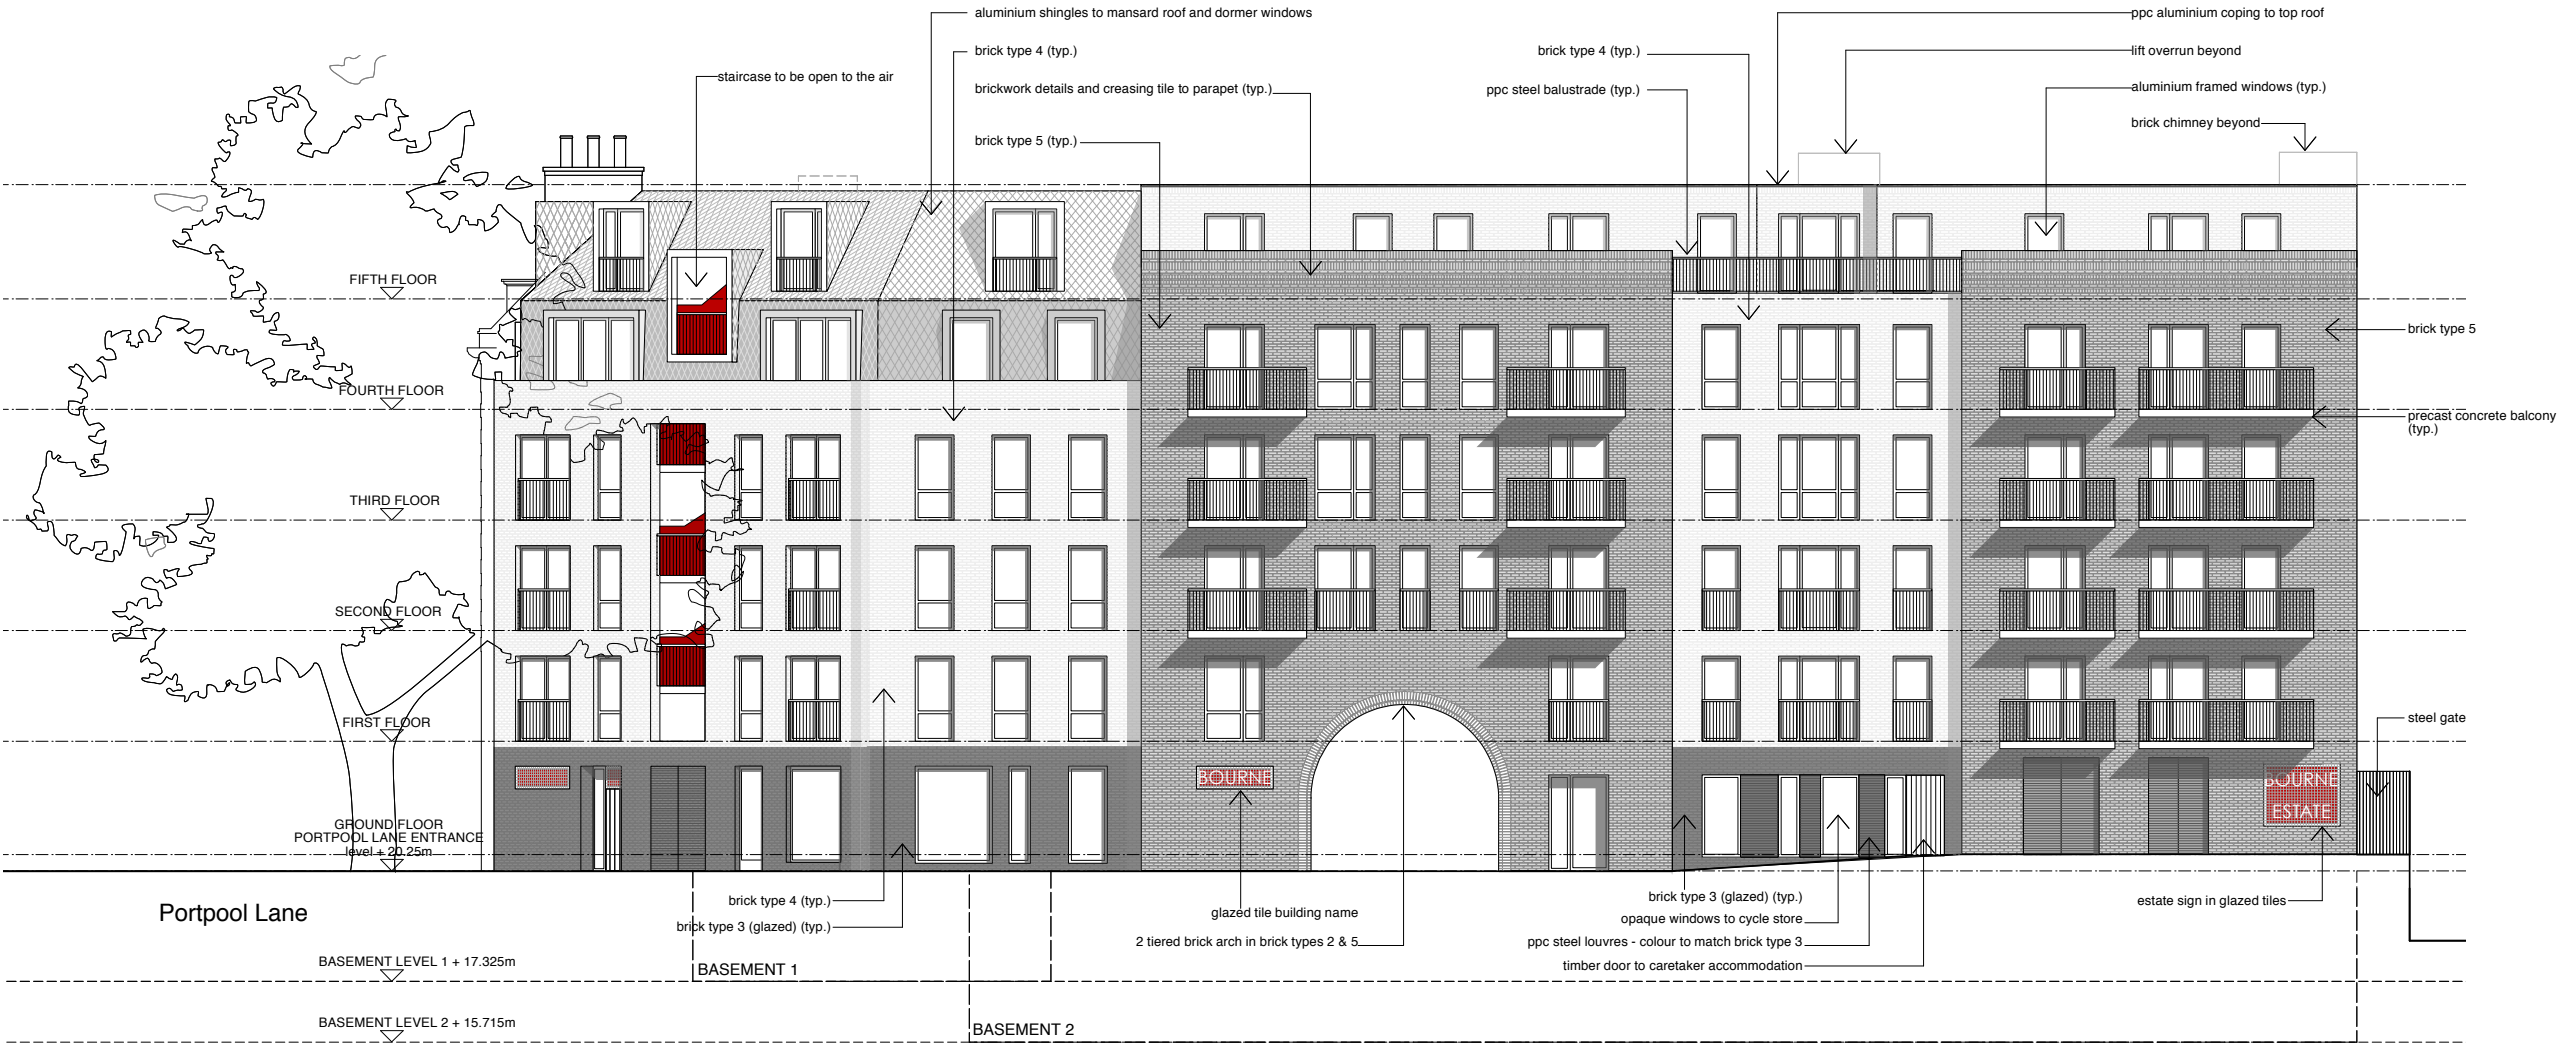 aluminium shingles to mansard roof and dormer windows
ppc aluminium coping to top roof
brick type 4 (typ.)
brick type 4 (typ.)
lift overrun beyond
staircase to be open to the air
brickwork details and creasing tile to parapet (typ.)
ppc steel balustrade (typ.)
aluminium framed windows (typ.)
brick chimney beyond
brick type 5 (typ.)
FIFTH FLOOR
brick type 5
FOURTH FLOOR
precast concrete balcony
(typ.)
THIRD FLOOR
SECOND FLOOR
FIRST FLOOR
steel gate
BOURNE
BOURNE
ESTATE
GROUND FLOOR
PORTPOOL LANE ENTRANCE
level + 20.25m
Portpool Lane
brick type 4 (typ.)
brick type 3 (glazed) (typ.)
glazed tile building name
2 tiered brick arch in brick types 2 & 5
brick type 3 (glazed) (typ.)
opaque windows to cycle store
ppc steel louvres - colour to match brick type 3
timber door to caretaker accommodation
estate sign in glazed tiles
BASEMENT LEVEL 1 + 17.325m
BASEMENT 1
BASEMENT LEVEL 2 + 15.715m
BASEMENT 2